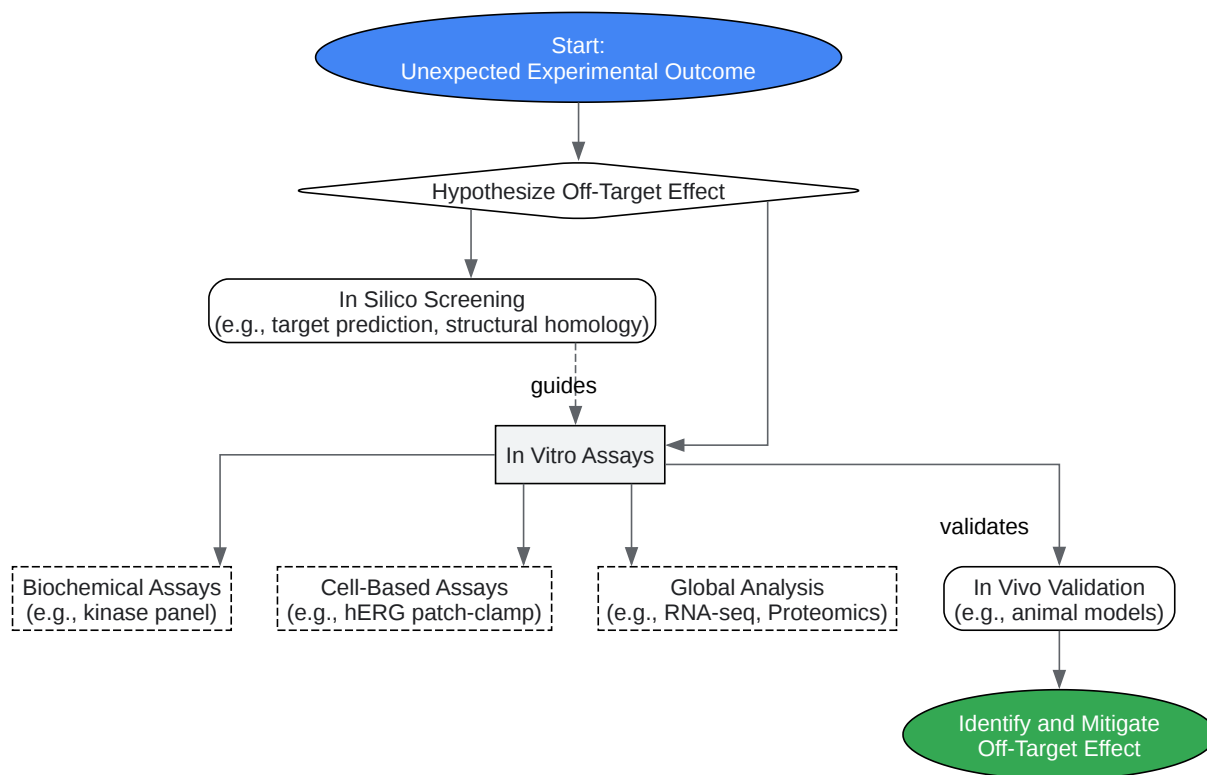 Start:
Unexpected Experimental Outcome
Hypothesize Off-Target Effect
In Silico Screening
(e.g., target prediction, structural homology)
guides
In Vitro Assays
validates
Biochemical Assays
(e.g., kinase panel)
Cell-Based Assays
(e.g., hERG patch-clamp)
Global Analysis
(e.g., RNA-seq, Proteomics)
In Vivo Validation
(e.g., animal models)
Identify and Mitigate
Off-Target Effect